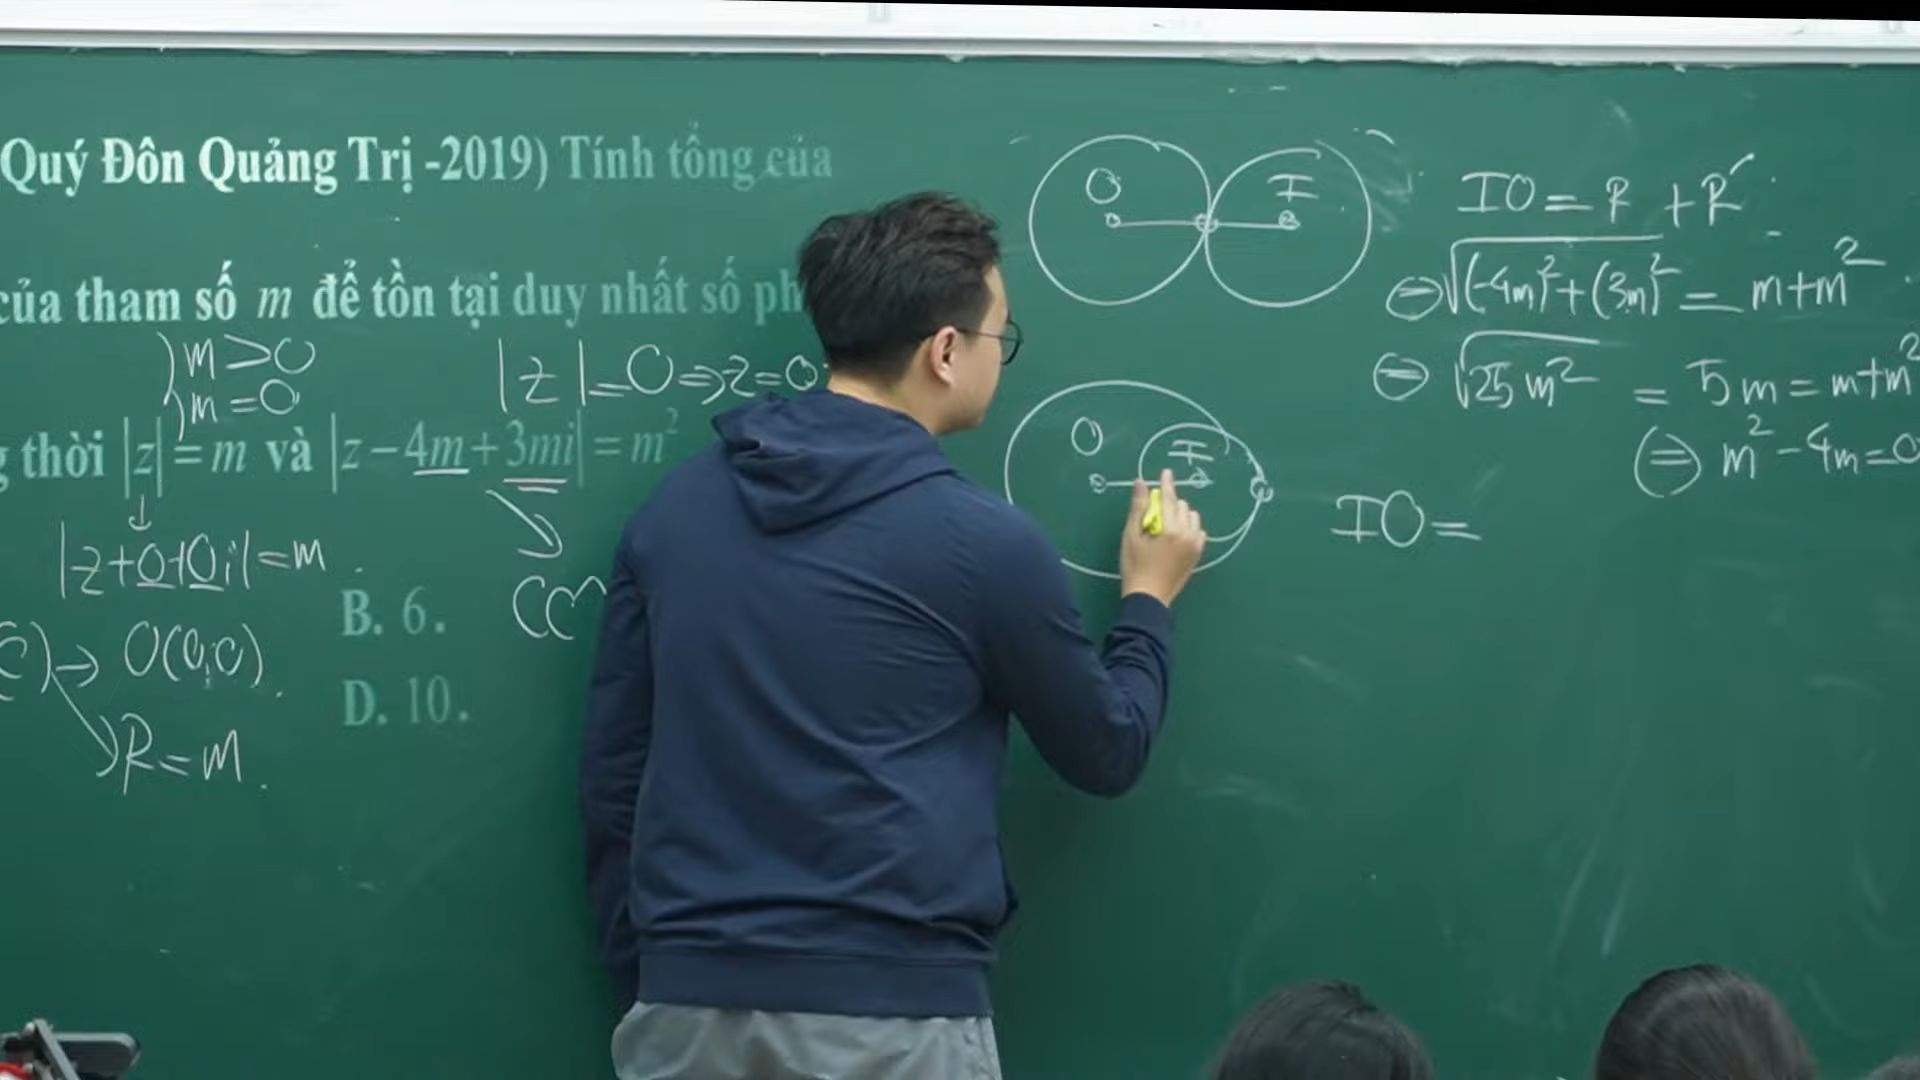 Quý Đôn Quảng Trị -2019) Tính tổng của
của tham số m để tồn tại duy nhất số ph
m > 0
m = 0
|z| = 0 => z = 0
g thời |z| = m và |z - 4m + 3mi| = m²
|z+0+0i| = m.
B. 6.
D. 10.
(C) → O(0;0).
R = m.
O I
IO = R + R'.
⇔ √((-4m)² + (3m)²) = m+m².
⇔ √(25m²) = 5m = m+m²
⇔ m² - 4m = 0
O I
IO =